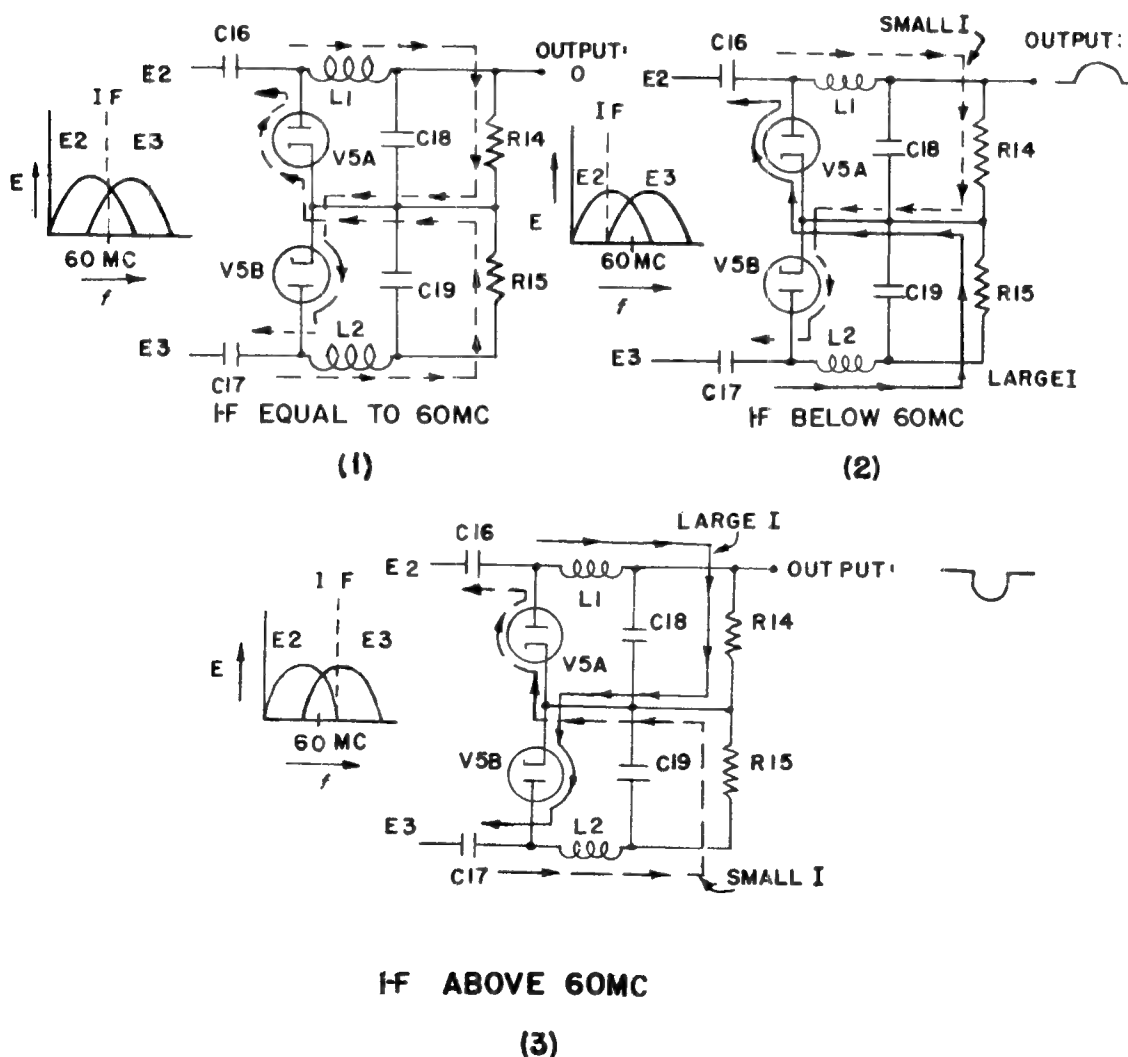 C16
E2
L1
OUTPUT:
0
IF
E2 E3
E
60 MC
f
V5A
C18
R14
V5B
C19
R15
E3
C17
L2
I-F EQUAL TO 60MC
(1)
SMALL I
C16
OUTPUT:
E2
L1
IF
E2 E3
E
60 MC
f
V5A
C18
R14
V5B
C19
R15
E3
C17
L2
LARGE I
I-F BELOW 60MC
(2)
LARGE I
C16
E2
L1
OUTPUT:
I F
E2 E3
E
60 MC
f
V5A
C18
R14
V5B
C19
R15
E3
C17
L2
SMALL I
I-F ABOVE 60MC
(3)